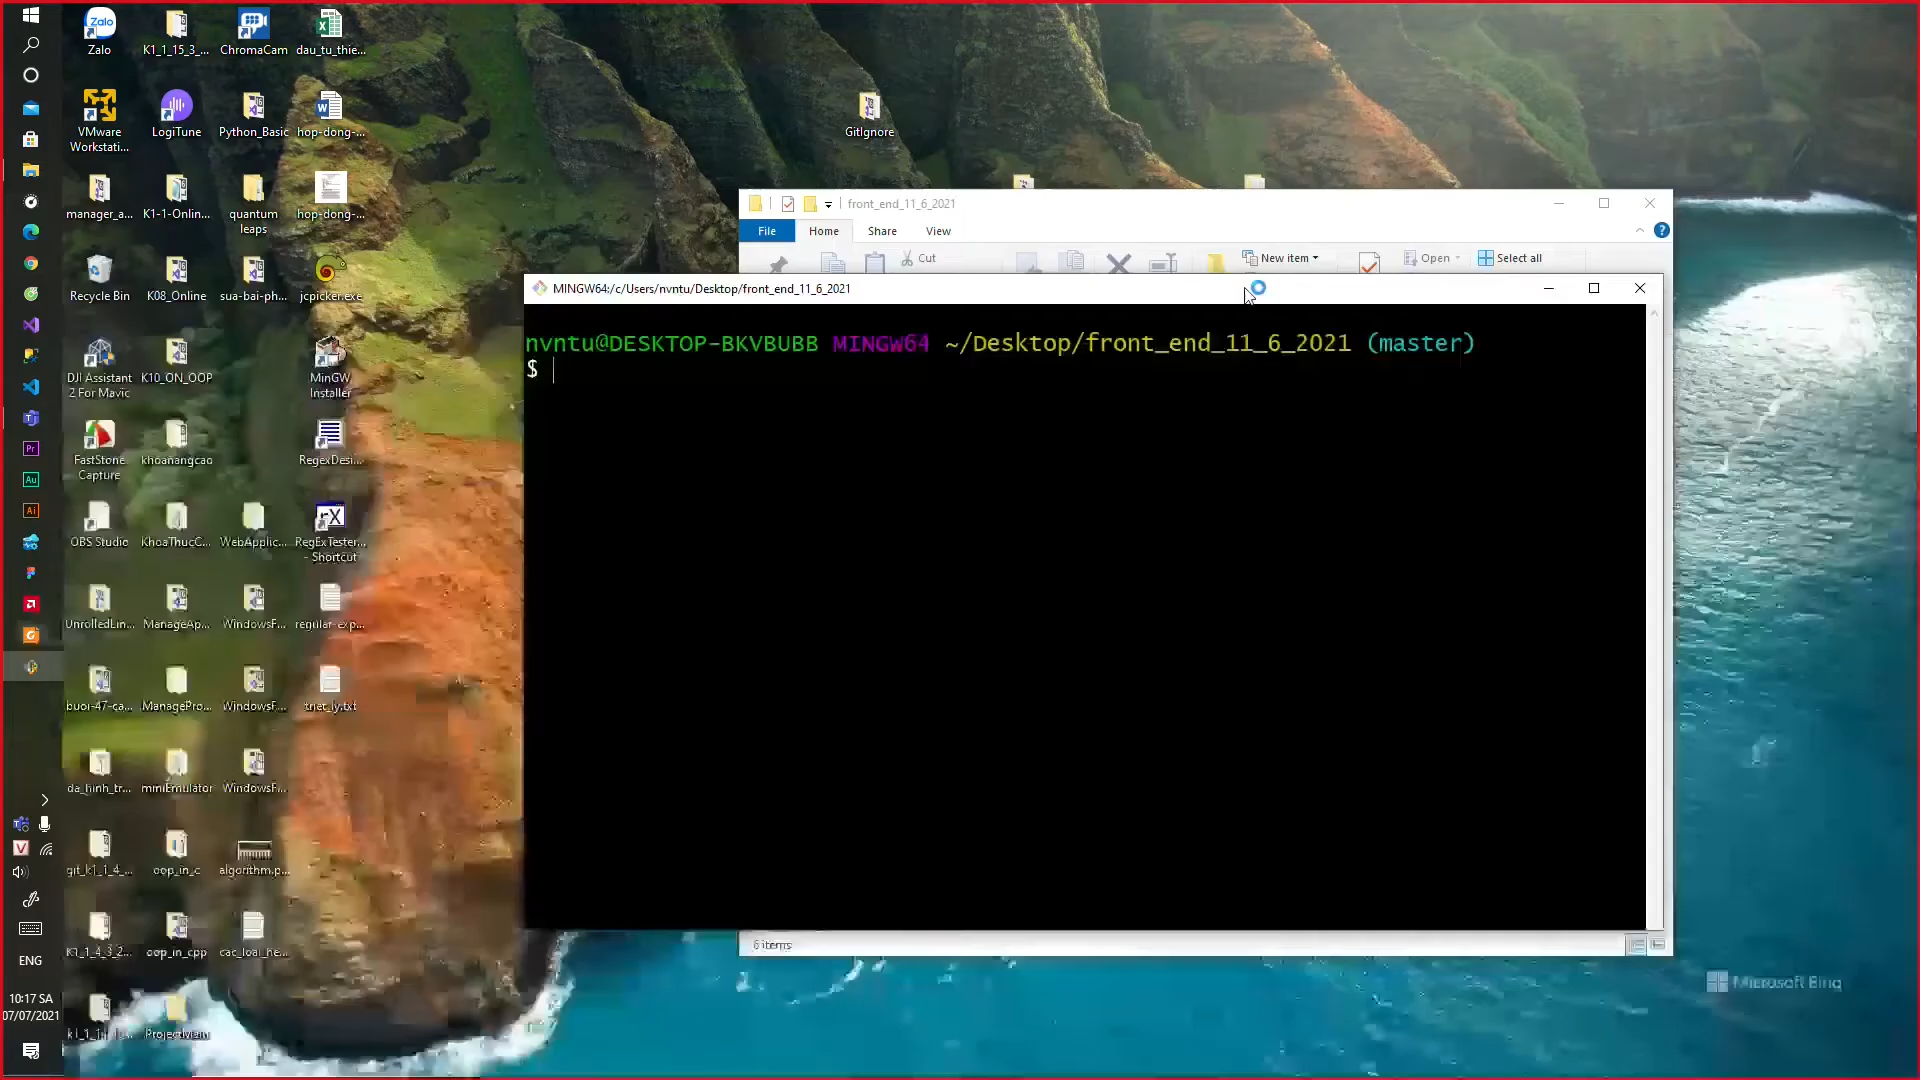 Zalo
K1_1_15_3_...
ChromaCam
dau_tu_thie...
VMware
Workstati...
LogiTune
Python_Basic
hop-dong-...
GitIgnore
manager_a...
K1-1-Onlin...
quantum
leaps
hop-dong-...
Recycle Bin
K08_Online
sua-bai-ph...
jcpicker.exe
DJI Assistant
2 For Mavic
K10_ON_OOP
MinGW
Installer
FastStone
Capture
khoanangcao
RegexDesi...
OBS Studio
KhoaThucC...
WebApplic...
RegExTester...
- Shortcut
UnrolledLin...
ManageAp...
WindowsF...
regular-exp...
buoi-47-ca...
ManagePro...
WindowsF...
tnet_ly.txt
da_hinh_tr...
miniEmulator
WindowsF...
git_k1_1_4_...
oop_in_c
algorithm.p...
K1_1_4_3_2...
oop_in_cpp
cac_loai_he...
ProjectMain
ENG
10:17 SA
07/07/2021
front_end_11_6_2021
File
Home
Share
View
Cut
New item
Open
Select all
MINGW64:/c/Users/nvntu/Desktop/front_end_11_6_2021
nvntu@DESKTOP-BKVBUBB MINGW64 ~/Desktop/front_end_11_6_2021 (master)
$
6 items
Microsoft Bing